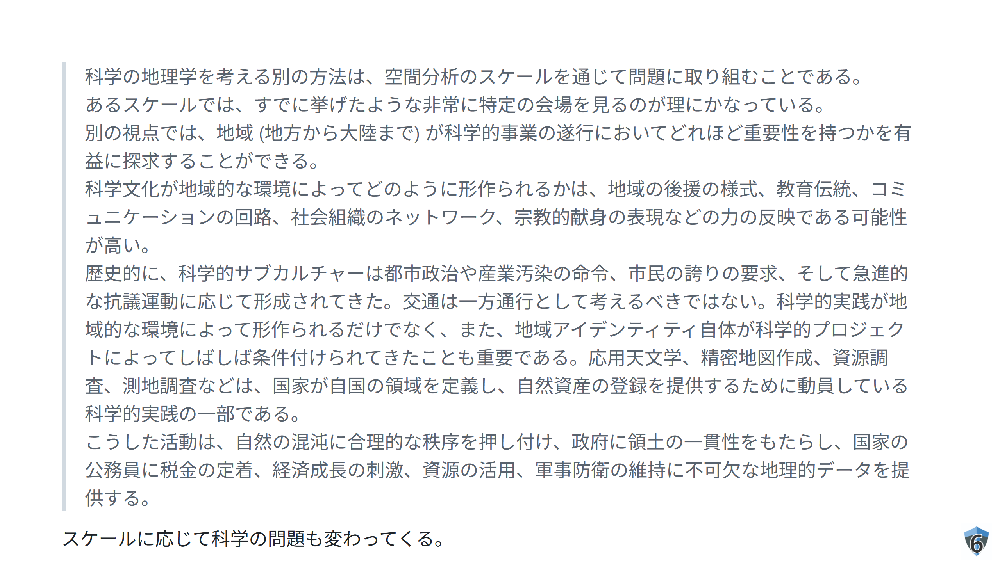 科学の地理学を考える別の方法は、空間分析のスケールを通じて問題に取り組むことである。
あるスケールでは、すでに挙げたような非常に特定の会場を見るのが理にかなっている。
別の視点では、地域 (地方から大陸まで) が科学的事業の遂行においてどれほど重要性を持つかを有
益に探求することができる。
科学文化が地域的な環境によってどのように形作られるかは、地域の後援の様式、教育伝統、コミ
ュニケーションの回路、社会組織のネットワーク、宗教的献身の表現などの力の反映である可能性
が高い。
歴史的に、科学的サブカルチャーは都市政治や産業汚染の命令、市民の誇りの要求、そして急進的
な抗議運動に応じて形成されてきた。交通は一方通行として考えるべきではない。科学的実践が地
域的な環境によって形作られるだけでなく、また、地域アイデンティティ自体が科学的プロジェク
トによってしばしば条件付けられてきたことも重要である。応用天文学、精密地図作成、資源調
査、測地調査などは、国家が自国の領域を定義し、自然資産の登録を提供するために動員している
科学的実践の一部である。
こうした活動は、自然の混沌に合理的な秩序を押し付け、政府に領土の一貫性をもたらし、国家の
公務員に税金の定着、経済成長の刺激、資源の活用、軍事防衛の維持に不可欠な地理的データを提
供する。
スケールに応じて科学の問題も変わってくる。
6